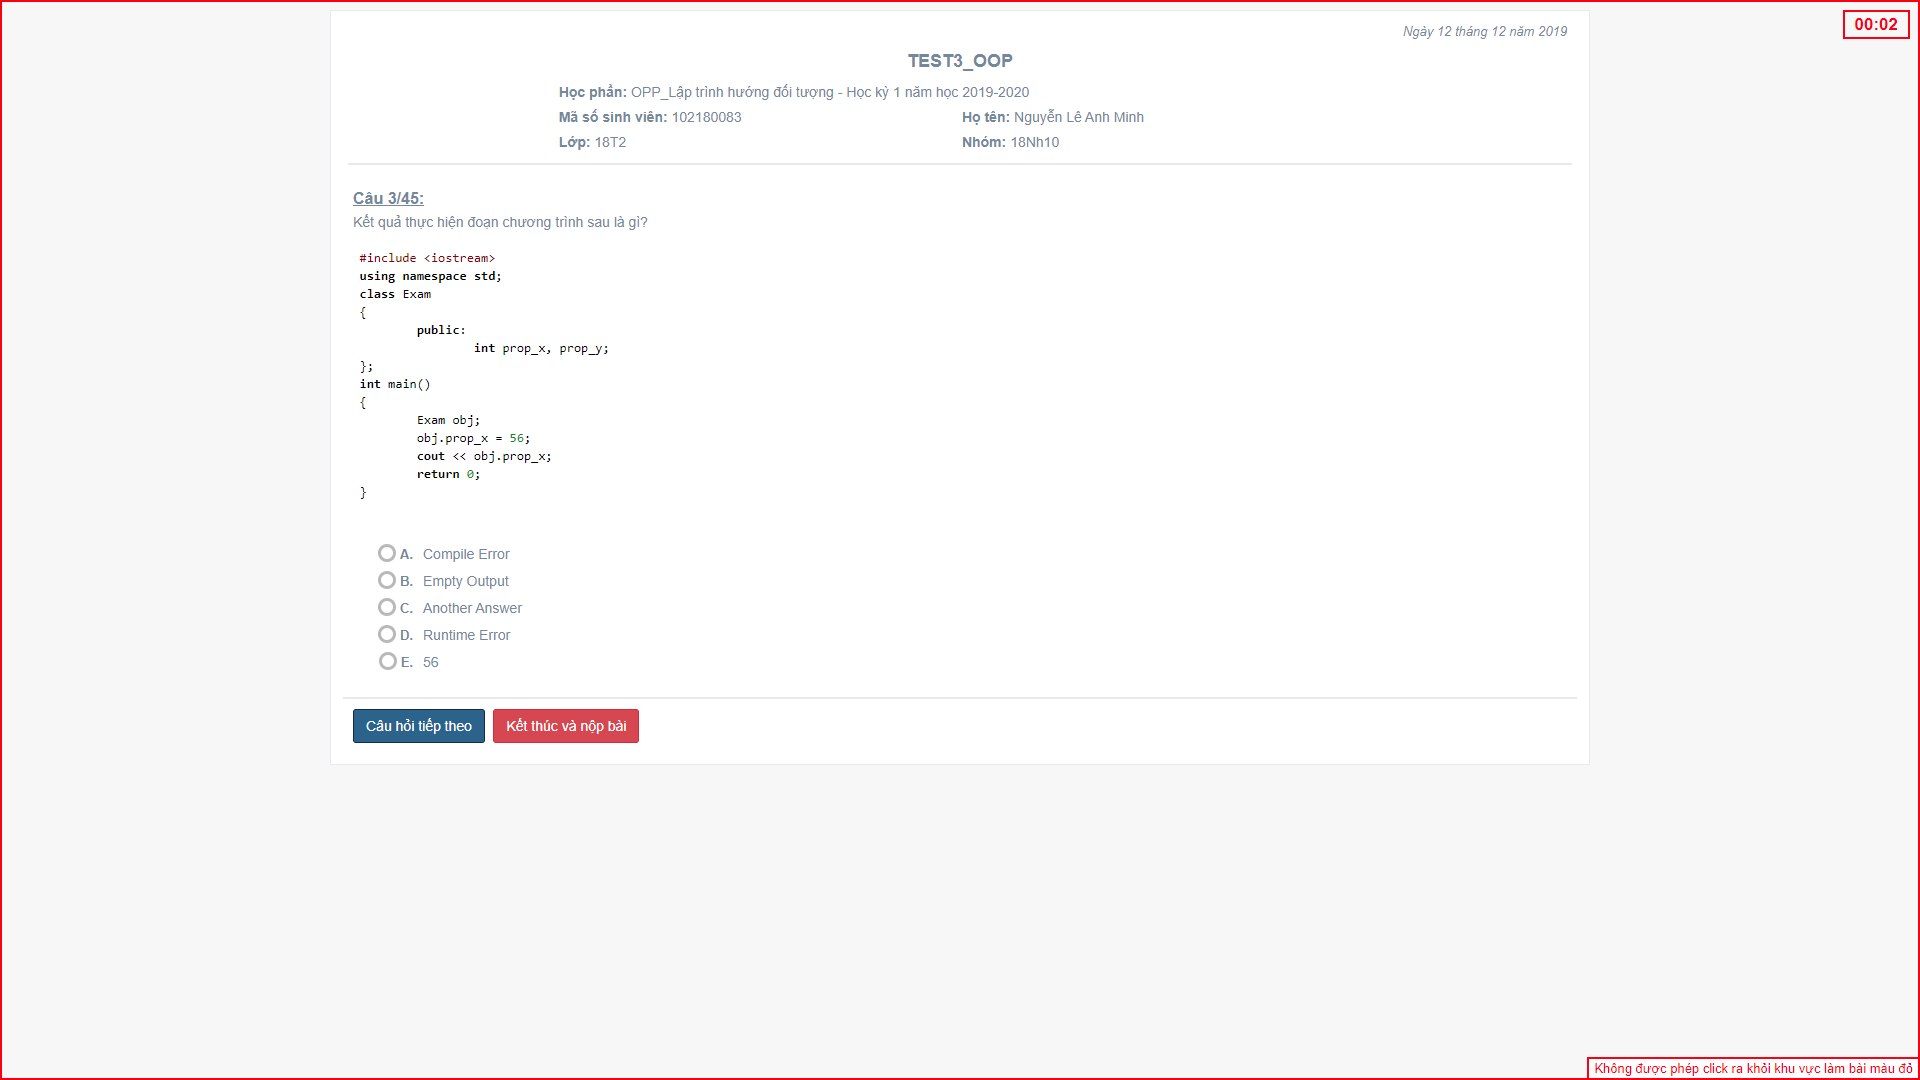 00:02
Ngày 12 tháng 12 năm 2019
TEST3_OOP
Học phần: OPP_Lập trình hướng đối tượng - Học kỳ 1 năm học 2019-2020
Mã số sinh viên: 102180083 Họ tên: Nguyễn Lê Anh Minh
Lớp: 18T2 Nhóm: 18Nh10
Câu 3/45:
Kết quả thực hiện đoạn chương trình sau là gì?
#include <iostream>
using namespace std;
class Exam
{
public:
int prop_x, prop_y;
};
int main()
{
Exam obj;
obj.prop_x = 56;
cout << obj.prop_x;
return 0;
}
A. Compile Error
B. Empty Output
C. Another Answer
D. Runtime Error
E. 56
Câu hỏi tiếp theo Kết thúc và nộp bài
Không được phép click ra khỏi khu vực làm bài màu đỏ